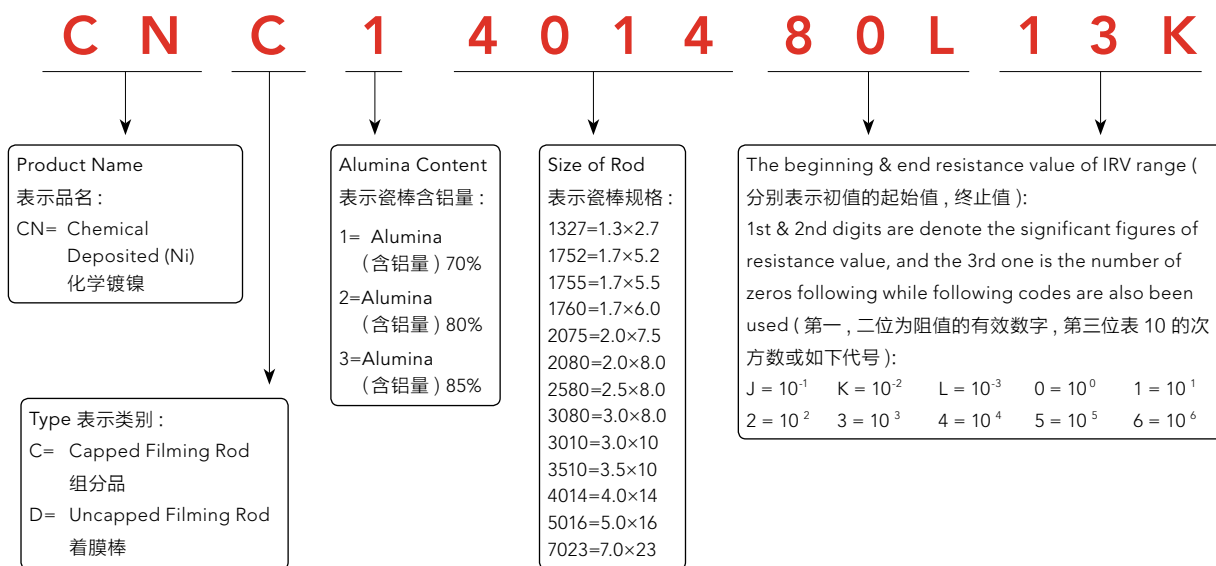 C N C 1 4 0 1 4 8 0 L 1 3 K
Product Name
表示品名 :
CN= Chemical
Deposited (Ni)
化学镀镍
Type 表示类别 :
C= Capped Filming Rod
组分品
D= Uncapped Filming Rod
着膜棒
Alumina Content
表示瓷棒含铝量 :
1= Alumina
( 含铝量 ) 70%
2=Alumina
( 含铝量 ) 80%
3=Alumina
( 含铝量 ) 85%
Size of Rod
表示瓷棒规格 :
1327=1.3×2.7
1752=1.7×5.2
1755=1.7×5.5
1760=1.7×6.0
2075=2.0×7.5
2080=2.0×8.0
2580=2.5×8.0
3080=3.0×8.0
3010=3.0×10
3510=3.5×10
4014=4.0×14
5016=5.0×16
7023=7.0×23
The beginning & end resistance value of IRV range (
分别表示初值的起始值 , 终止值 ):
1st & 2nd digits are denote the significant figures of
resistance value, and the 3rd one is the number of
zeros following while following codes are also been
used ( 第一 , 二位为阻值的有效数字 , 第三位表 10 的次
方数或如下代号 ):
J = 10⁻¹ K = 10⁻² L = 10⁻³ 0 = 10⁰ 1 = 10¹
2 = 10² 3 = 10³ 4 = 10⁴ 5 = 10⁵ 6 = 10⁶